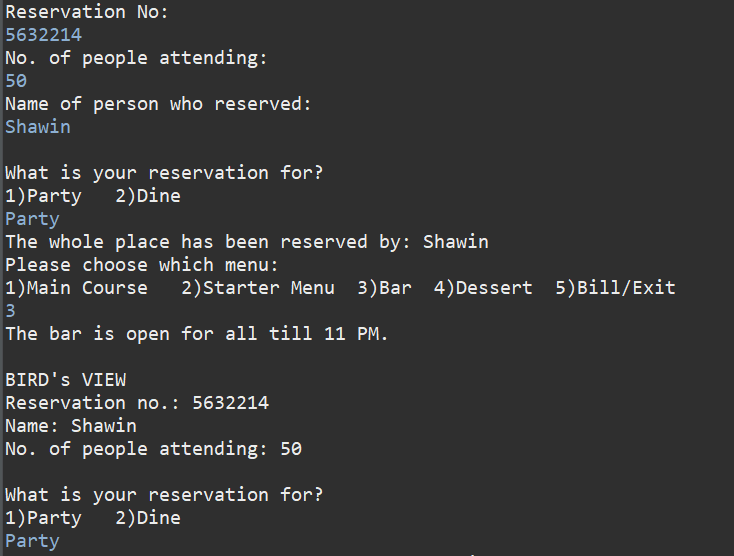 Reservation No:
5632214
No. of people attending:
50
Name of person who reserved:
Shawin
What is your reservation for?
1)Party   2)Dine
Party
The whole place has been reserved by: Shawin
Please choose which menu:
1)Main Course   2)Starter Menu  3)Bar  4)Dessert  5)Bill/Exit
3
The bar is open for all till 11 PM.
BIRD's VIEW
Reservation no.: 5632214
Name: Shawin
No. of people attending: 50
What is your reservation for?
1)Party   2)Dine
Party